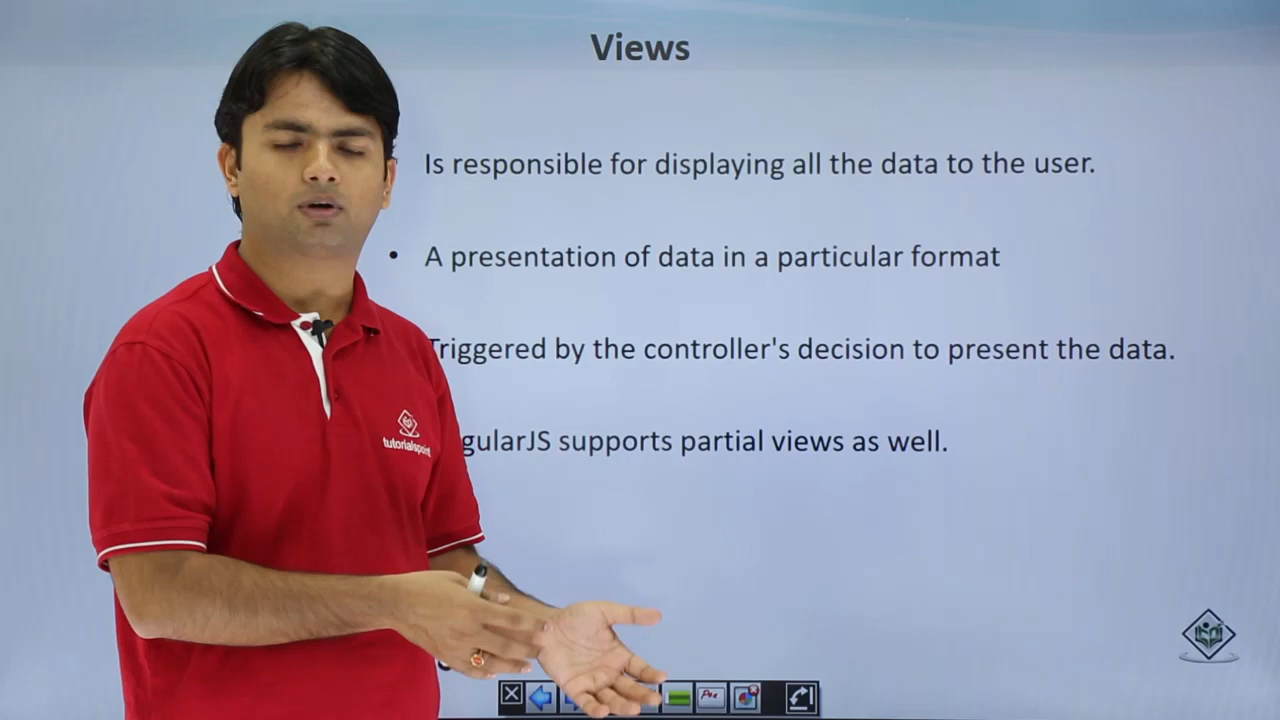 Views
Is responsible for displaying all the data to the user.
• A presentation of data in a particular format
Triggered by the controller's decision to present the data.
gularJS supports partial views as well.
tutorialspoint